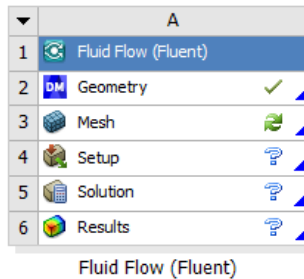 A
1 Fluid Flow (Fluent)
2 DM Geometry
3 Mesh
4 Setup ?
5 Solution ?
6 Results ?
Fluid Flow (Fluent)